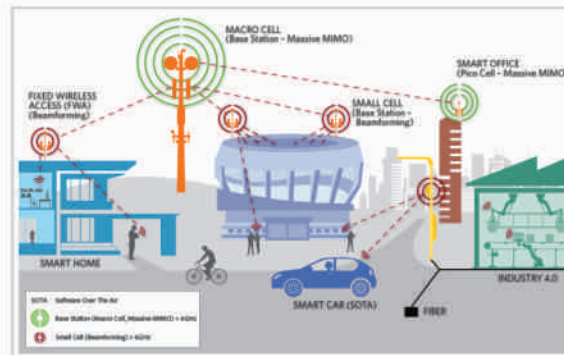 MACRO CELL
(Base Station – Massive MIMO)
SMART OFFICE
(Pico Cell – Massive MIMO)
FIXED WIRELESS
ACCESS (FWA)
(Beamforming)
SMALL CELL
(Base Station –
Beamforming)
SMART HOME
INDUSTRY 4.0
SMART CAR (SOTA)
FIBER
SOTA Software Over The Air
Base Station (Macro Cell, Massive MIMO) < 6GHz
Small Cell (Beamforming) > 6GHz